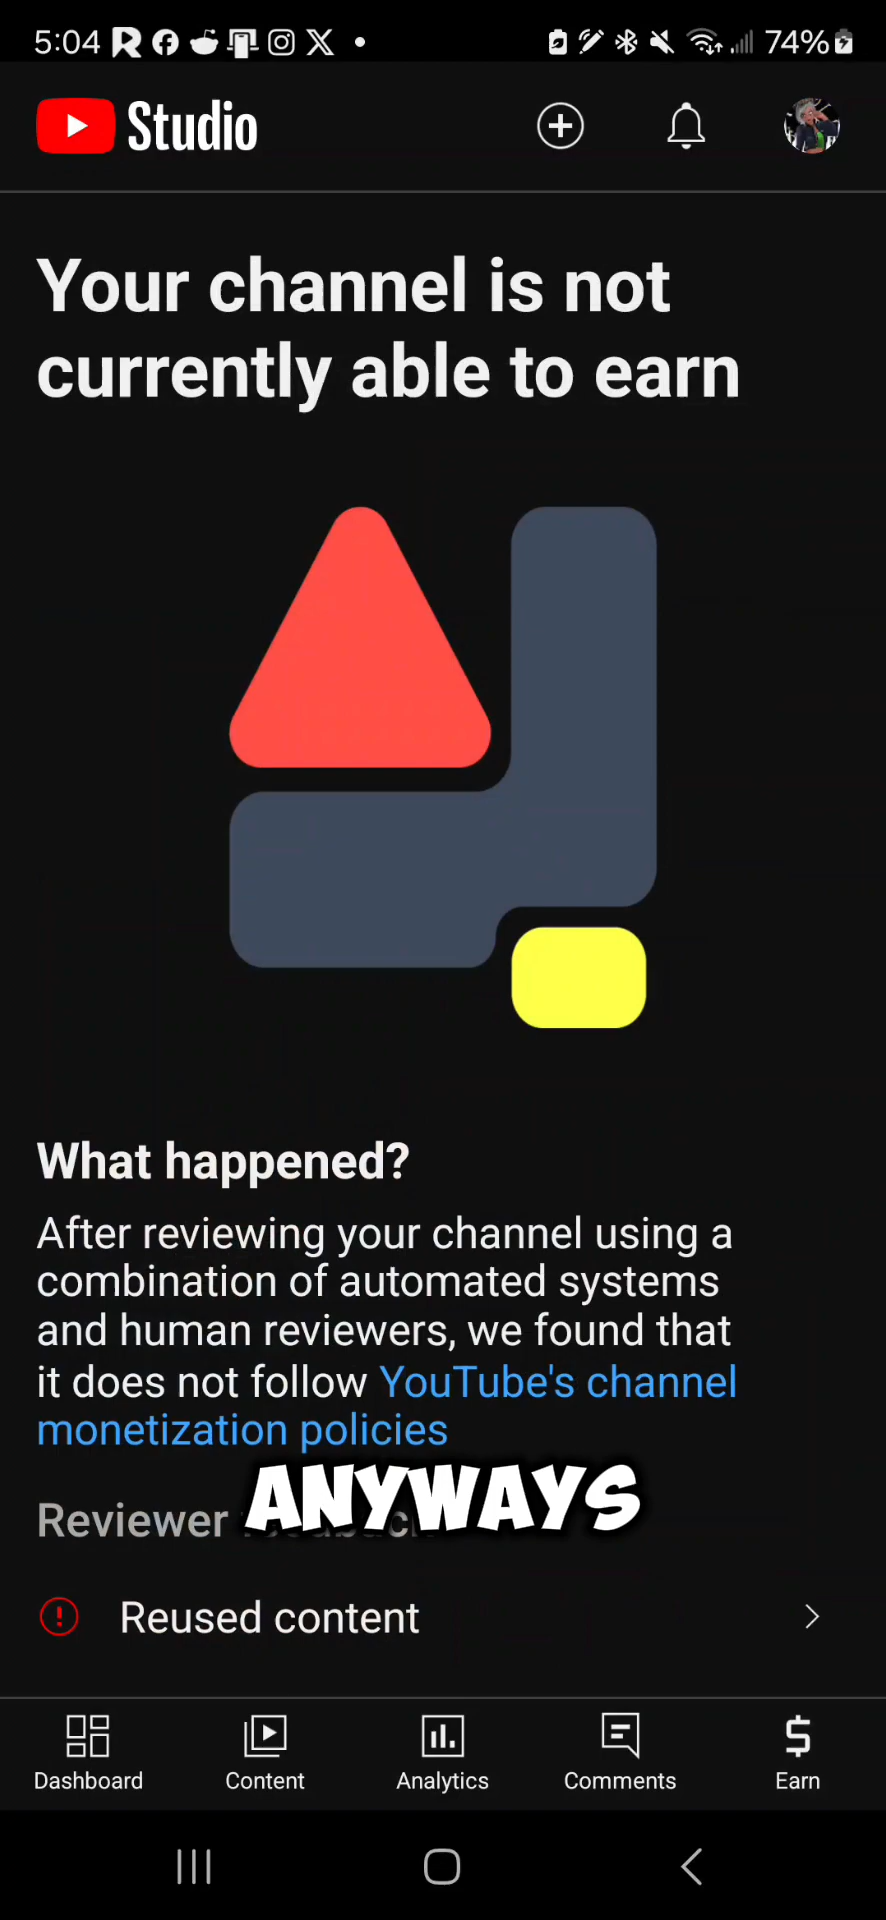 5:04
74%
Studio
Your channel is not
currently able to earn
What happened?
After reviewing your channel using a
combination of automated systems
and human reviewers, we found that
it does not follow YouTube's channel
monetization policies
ANYWAYS
Reviewer
Reused content
Dashboard
Content
Analytics
Comments
Earn